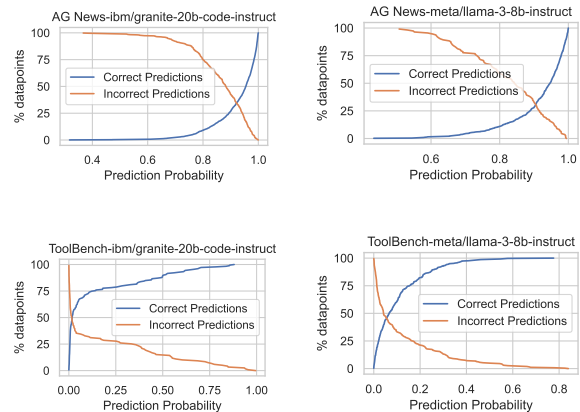 AG News-ibm/granite-20b-code-instruct
100
75
50
25
0
% datapoints
Correct Predictions
Incorrect Predictions
0.4 0.6 0.8 1.0
Prediction Probability
AG News-meta/llama-3-8b-instruct
100
75
50
25
0
% datapoints
Correct Predictions
Incorrect Predictions
0.6 0.8 1.0
Prediction Probability
ToolBench-ibm/granite-20b-code-instruct
100
75
50
25
0
% datapoints
Correct Predictions
Incorrect Predictions
0.00 0.25 0.50 0.75 1.00
Prediction Probability
ToolBench-meta/llama-3-8b-instruct
100
75
50
25
0
% datapoints
Correct Predictions
Incorrect Predictions
0.0 0.2 0.4 0.6 0.8
Prediction Probability